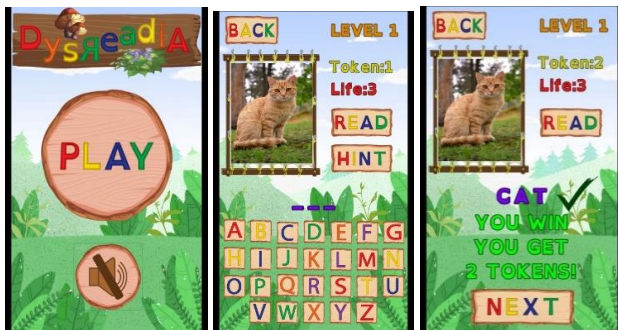 DysЯeadiA
PLAY
BACK
LEVEL 1
Token:1
Life:3
READ
HINT
_ _ _
A B C D E F G
H I J K L M N
O P Q R S T U
V W X Y Z
BACK
LEVEL 1
Token:2
Life:3
READ
CAT
YOU WIN
YOU GET
2 TOKENS!
NEXT